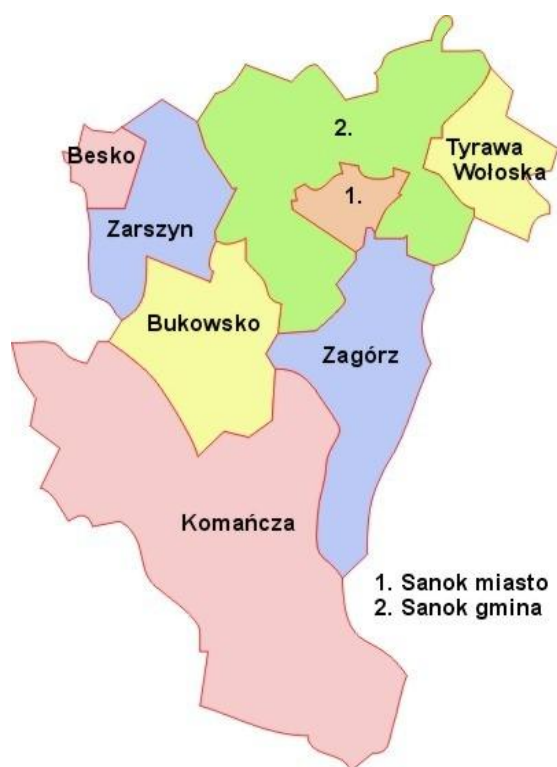 2.
Besko
Tyrawa
Wołoska
1.
Zarszyn
Bukowsko
Zagórz
Komańcza
1. Sanok miasto
2. Sanok gmina